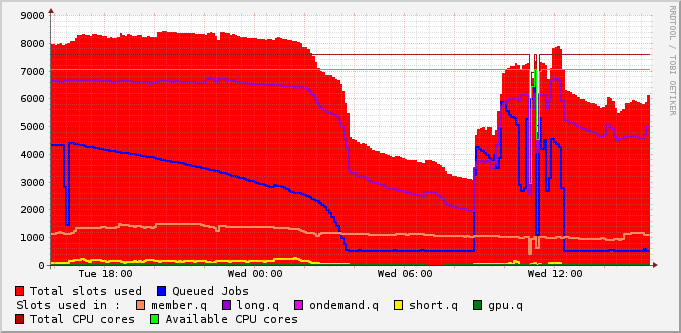 9000
8000
7000
6000
5000
4000
3000
2000
1000
0
Tue 18:00 Wed 00:00 Wed 06:00 Wed 12:00
Total slots used Queued Jobs
Slots used in : member.q long.q ondemand.q short.q gpu.q
Total CPU cores Available CPU cores
RRDTOOL / TOBI OETIKER